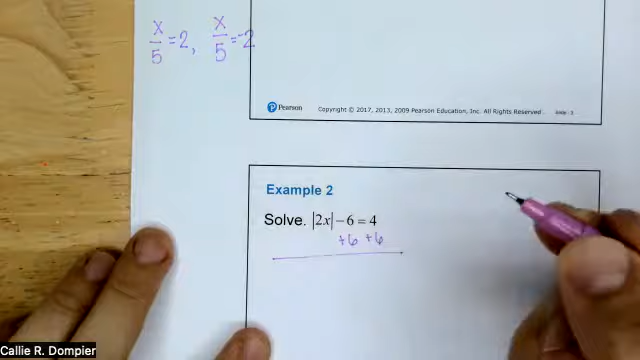 x/5 = 2, x/5 = -2
Pearson
Copyright © 2017, 2013, 2009 Pearson Education, Inc. All Rights Reserved
Example 2
Solve. |2x| − 6 = 4
+6 +6
Callie R. Dompier